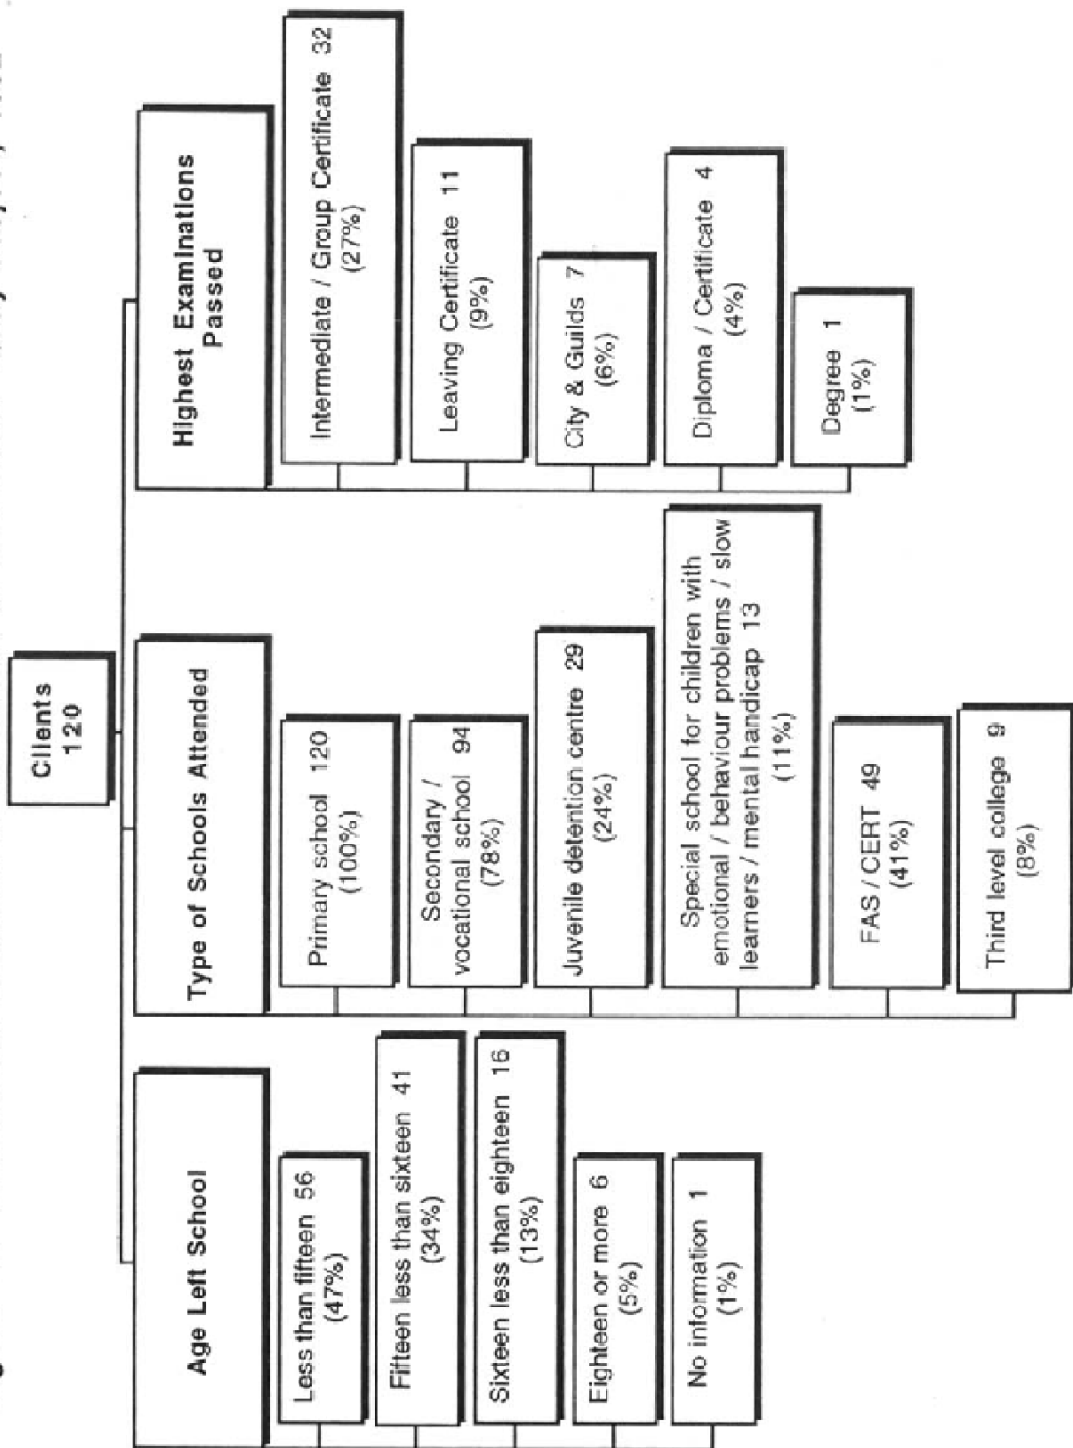 Clients
120
Age Left School
Less than fifteen 56
(47%)
Fifteen less than sixteen 41
(34%)
Sixteen less than eighteen 16
(13%)
Eighteen or more 6
(5%)
No information 1
(1%)
Type of Schools Attended
Primary school 120
(100%)
Secondary /
vocational school 94
(78%)
Juvenile detention centre 29
(24%)
Special school for children with
emotional / behaviour problems / slow
learners / mental handicap 13
(11%)
FAS / CERT 49
(41%)
Third level college 9
(8%)
Highest Examinations
Passed
Intermediate / Group Certificate 32
(27%)
Leaving Certificate 11
(9%)
City & Guilds 7
(6%)
Diploma / Certificate 4
(4%)
Degree 1
(1%)